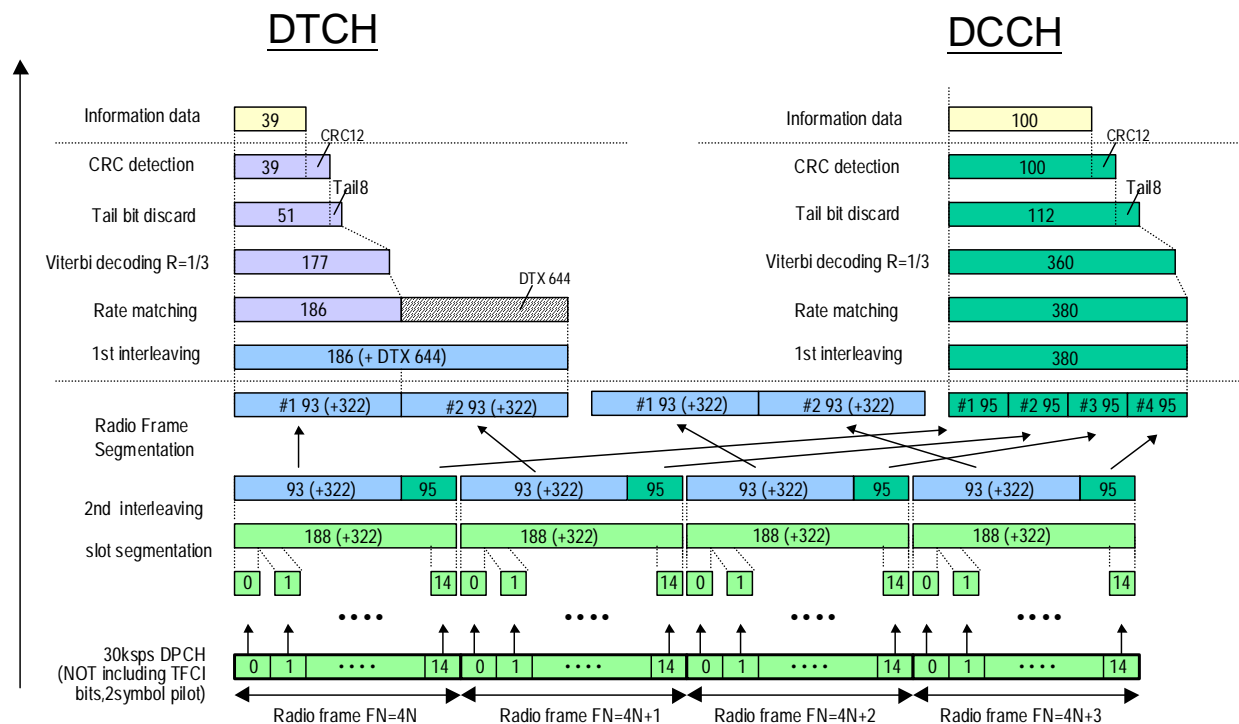 DTCH
DCCH
Information data
39
CRC12
Information data
100
CRC12
CRC detection
39
Tail8
CRC detection
100
Tail8
Tail bit discard
51
Tail bit discard
112
Viterbi decoding R=1/3
177
DTX 644
Viterbi decoding R=1/3
360
Rate matching
186
Rate matching
380
1st interleaving
186 (+ DTX 644)
1st interleaving
380
#1 93 (+322)
#2 93 (+322)
#1 93 (+322)
#2 93 (+322)
#1 95
#2 95
#3 95
#4 95
Radio Frame
Segmentation
93 (+322)
95
93 (+322)
95
93 (+322)
95
93 (+322)
95
2nd interleaving
188 (+322)
188 (+322)
188 (+322)
188 (+322)
slot segmentation
0
1
14
0
1
14
0
1
14
0
1
14
• • • •
• • • •
• • • •
• • • •
30ksps DPCH
(NOT including TFCI
bits,2symbol pilot)
0
1
• • • •
14
0
1
• • • •
14
0
1
• • • •
14
0
1
• • • •
14
Radio frame FN=4N
Radio frame FN=4N+1
Radio frame FN=4N+2
Radio frame FN=4N+3